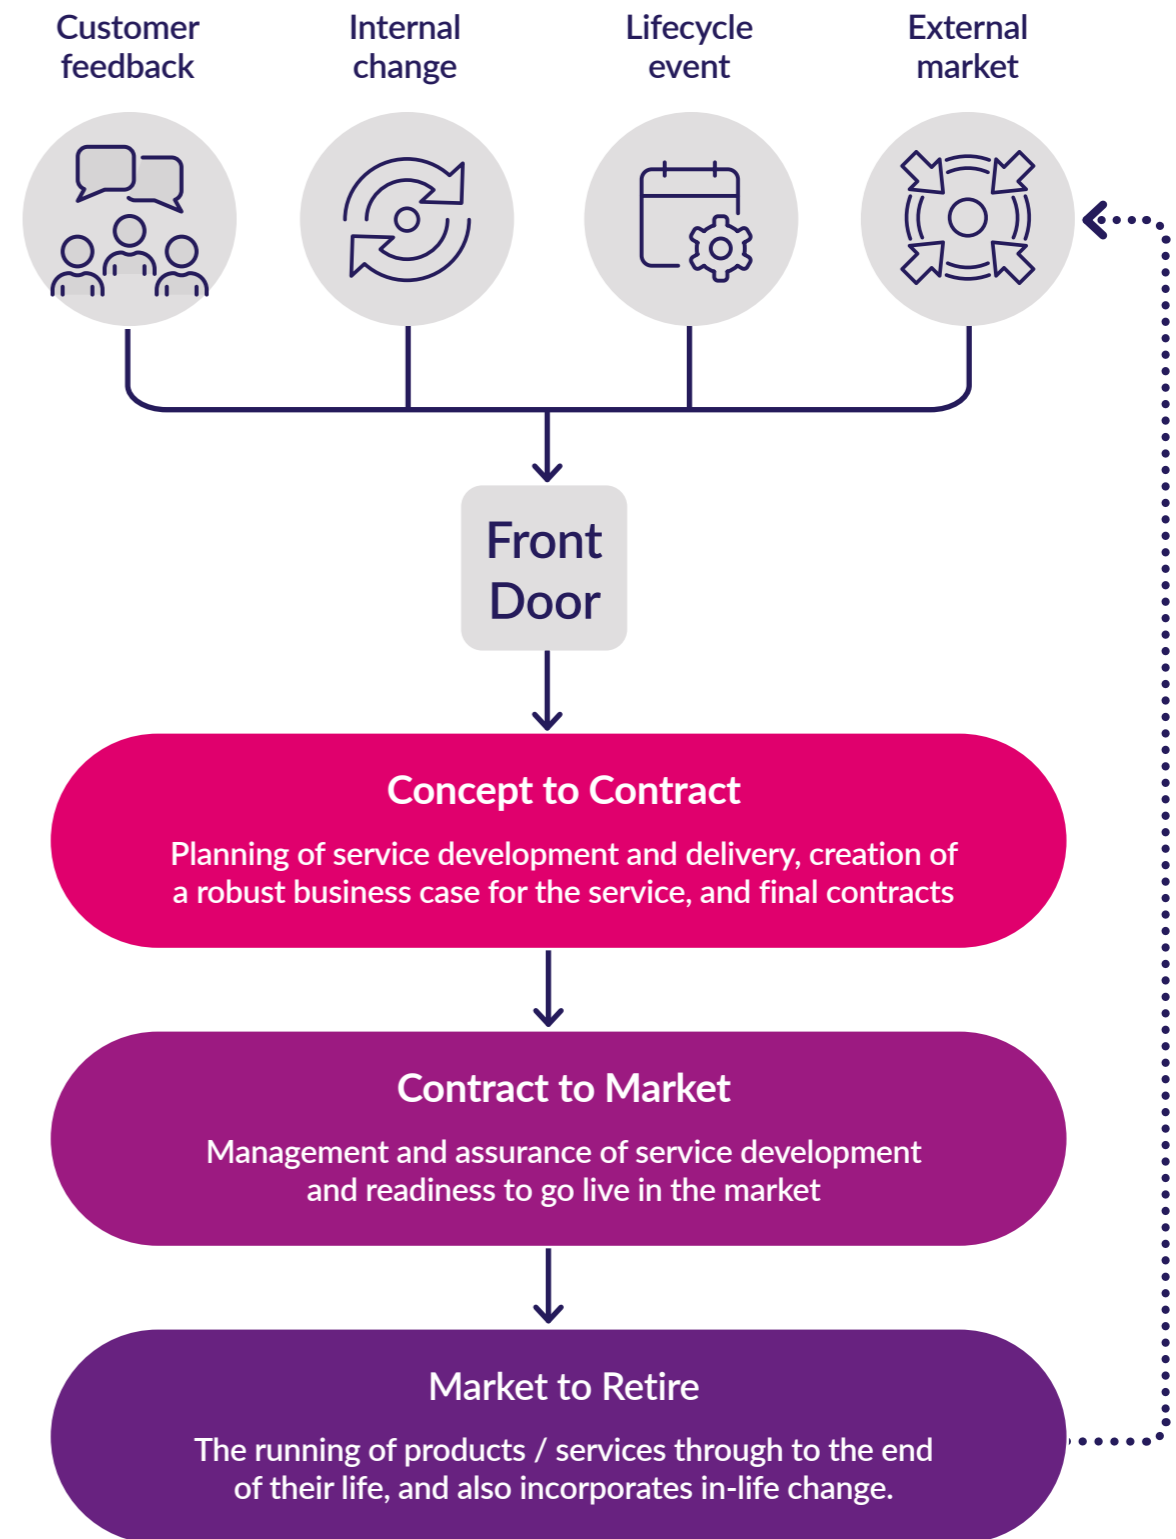 Customer
feedback
Internal
change
Lifecycle
event
External
market
Front
Door
Concept to Contract
Planning of service development and delivery, creation of
a robust business case for the service, and final contracts
Contract to Market
Management and assurance of service development
and readiness to go live in the market
Market to Retire
The running of products / services through to the end
of their life, and also incorporates in-life change.